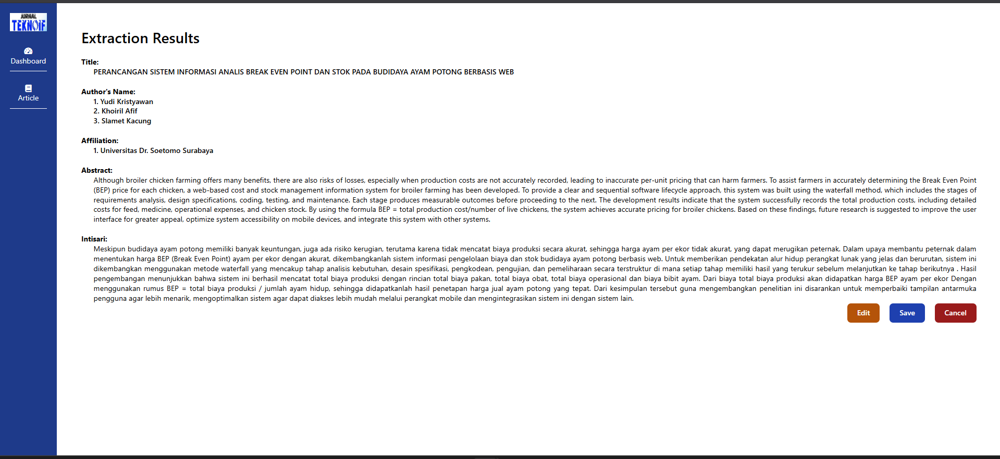 JURNAL
TEKNOIF
Dashboard
Article
Extraction Results
Title:
PERANCANGAN SISTEM INFORMASI ANALIS BREAK EVEN POINT DAN STOK PADA BUDIDAYA AYAM POTONG BERBASIS WEB
Author's Name:
1. Yudi Kristyawan
2. Khoiril Afif
3. Slamet Kacung
Affiliation:
1. Universitas Dr. Soetomo Surabaya
Abstract:
Although broiler chicken farming offers many benefits, there are also risks of losses, especially when production costs are not accurately recorded, leading to inaccurate per-unit pricing that can harm farmers. To assist farmers in accurately determining the Break Even Point
(BEP) price for each chicken, a web-based cost and stock management information system for broiler farming has been developed. To provide a clear and sequential software lifecycle approach, this system was built using the waterfall method, which includes the stages of
requirements analysis, design specifications, coding, testing, and maintenance. Each stage produces measurable outcomes before proceeding to the next. The development results indicate that the system successfully records the total production costs, including detailed
costs for feed, medicine, operational expenses, and chicken stock. By using the formula BEP = total production cost/number of live chickens, the system achieves accurate pricing for broiler chickens. Based on these findings, future research is suggested to improve the user
interface for greater appeal, optimize system accessibility on mobile devices, and integrate this system with other systems.
Intisari:
Meskipun budidaya ayam potong memiliki banyak keuntungan, juga ada risiko kerugian, terutama karena tidak mencatat biaya produksi secara akurat, sehingga harga ayam per ekor tidak akurat, yang dapat merugikan peternak. Dalam upaya membantu peternak dalam
menentukan harga BEP (Break Even Point) ayam per ekor dengan akurat, dikembangkanlah sistem informasi pengelolaan biaya dan stok budidaya ayam potong berbasis web. Untuk memberikan pendekatan alur hidup perangkat lunak yang jelas dan berurutan, sistem ini
dikembangkan menggunakan metode waterfall yang mencakup tahap analisis kebutuhan, desain spesifikasi, pengkodean, pengujian, dan pemeliharaan secara terstruktur di mana setiap tahap memiliki hasil yang terukur sebelum melanjutkan ke tahap berikutnya . Hasil
pengembangan menunjukkan bahwa sistem ini berhasil mencatat total biaya produksi dengan rincian total biaya pakan, total biaya obat, total biaya operasional dan biaya bibit ayam. Dari biaya total biaya produksi akan didapatkan harga BEP ayam per ekor Dengan
menggunakan rumus BEP = total biaya produksi / jumlah ayam hidup, sehingga didapatkanlah hasil penetapan harga jual ayam potong yang tepat. Dari kesimpulan tersebut guna mengembangkan penelitian ini disarankan untuk memperbaiki tampilan antarmuka
pengguna agar lebih menarik, mengoptimalkan sistem agar dapat diakses lebih mudah melalui perangkat mobile dan mengintegrasikan sistem ini dengan sistem lain.
Edit
Save
Cancel